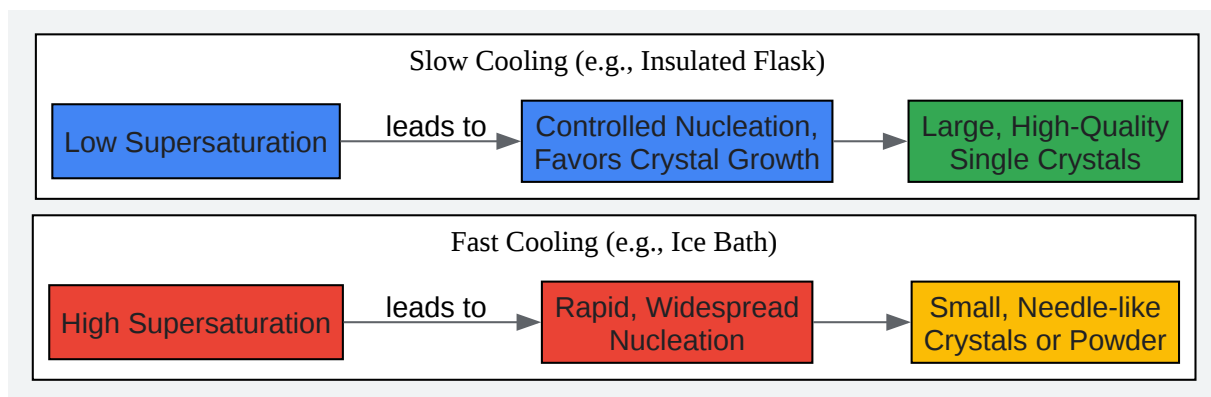 Slow Cooling (e.g., Insulated Flask)
Low Supersaturation
leads to
Controlled Nucleation,
Favors Crystal Growth
Large, High-Quality
Single Crystals
Fast Cooling (e.g., Ice Bath)
High Supersaturation
leads to
Rapid, Widespread
Nucleation
Small, Needle-like
Crystals or Powder